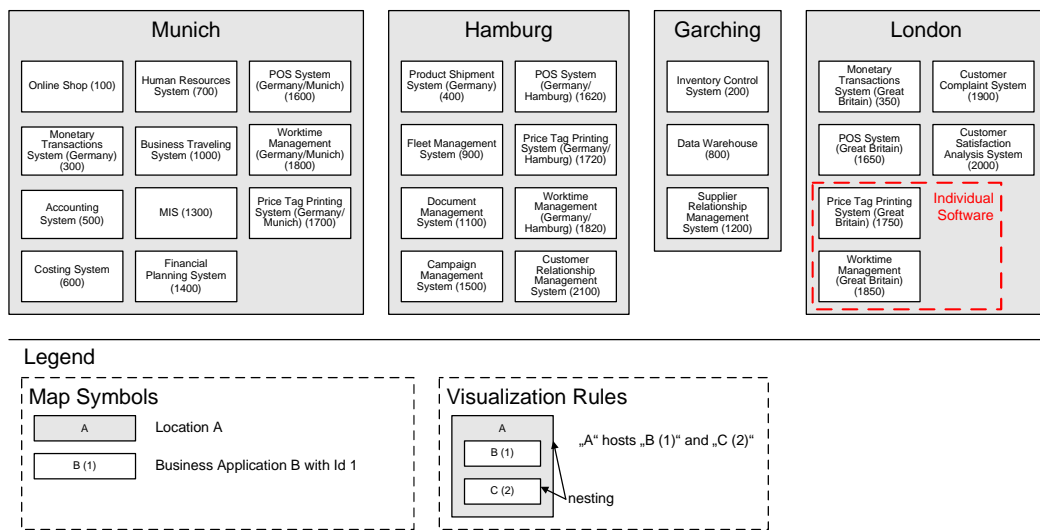 Munich
Online Shop (100)
Human Resources
System (700)
POS System
(Germany/Munich)
(1600)
Monetary
Transactions
System (Germany)
(300)
Business Traveling
System (1000)
Worktime
Management
(Germany/Munich)
(1800)
Accounting
System (500)
MIS (1300)
Price Tag Printing
System (Germany/
Munich) (1700)
Costing System
(600)
Financial
Planning System
(1400)
Hamburg
Product Shipment
System (Germany)
(400)
POS System
(Germany/
Hamburg) (1620)
Fleet Management
System (900)
Price Tag Printing
System (Germany/
Hamburg) (1720)
Document
Management
System (1100)
Worktime
Management
(Germany/
Hamburg) (1820)
Campaign
Management
System (1500)
Customer
Relationship
Management
System (2100)
Garching
Inventory Control
System (200)
Data Warehouse
(800)
Supplier
Relationship
Management
System (1200)
London
Monetary
Transactions
System (Great
Britain) (350)
Customer
Complaint System
(1900)
POS System
(Great Britain)
(1650)
Customer
Satisfaction
Analysis System
(2000)
Price Tag Printing
System (Great
Britain) (1750)
Individual
Software
Worktime
Management
(Great Britain)
(1850)
Legend
Map Symbols
A
Location A
B (1)
Business Application B with Id 1
Visualization Rules
A
B (1)
C (2)
„A“ hosts „B (1)“ and „C (2)“
nesting